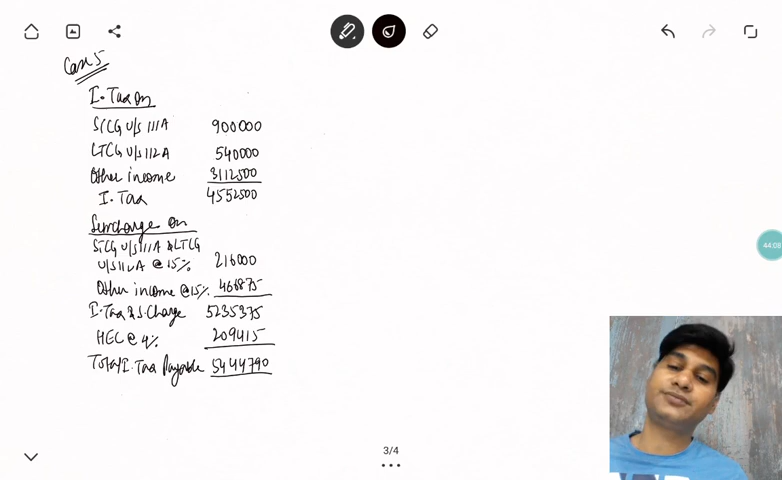 Case 5
I. Tax on
STCG U/s 111A 900000
LTCG U/s 112A 540000
Other income 3112500
I. Tax 4552500
Surcharge on
STCG U/s 111A & LTCG
U/s 112A @ 15% 216000
Other income @ 15% 466875
I. Tax & S. Charge 5235375
HEC @ 4% 209415
Total I. Tax Payable 5444790
3/4
44:08